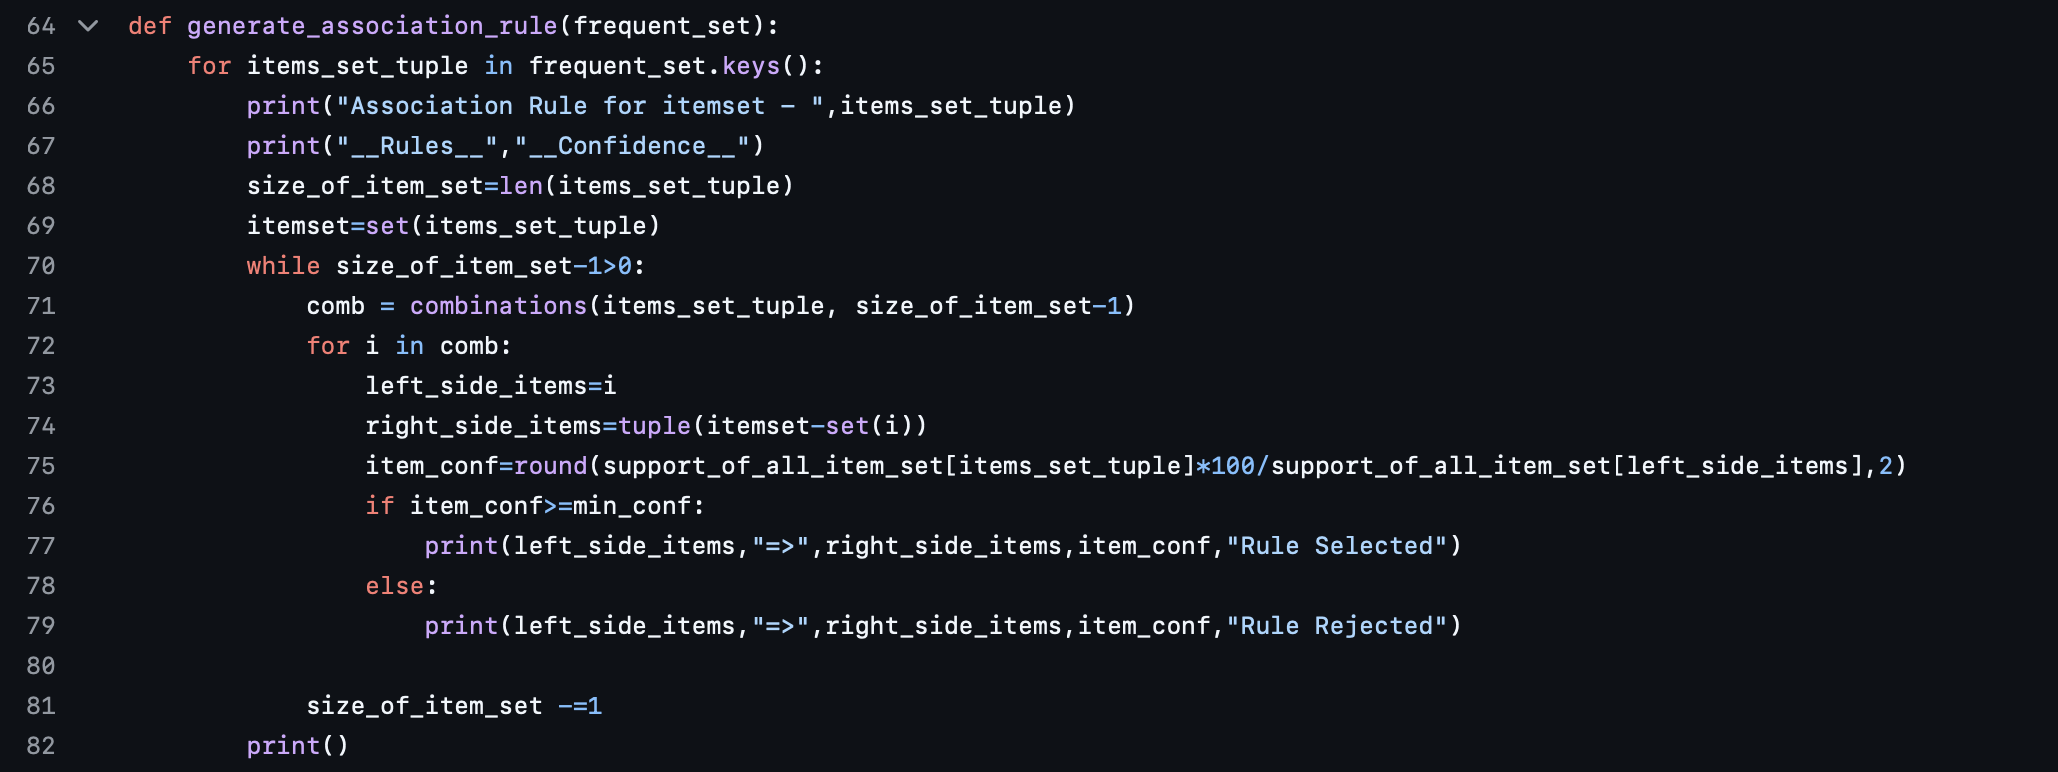 64 def generate_association_rule(frequent_set):
65 for items_set_tuple in frequent_set.keys():
66 print("Association Rule for itemset - ",items_set_tuple)
67 print("__Rules__","__Confidence__")
68 size_of_item_set=len(items_set_tuple)
69 itemset=set(items_set_tuple)
70 while size_of_item_set-1>0:
71 comb = combinations(items_set_tuple, size_of_item_set-1)
72 for i in comb:
73 left_side_items=i
74 right_side_items=tuple(itemset-set(i))
75 item_conf=round(support_of_all_item_set[items_set_tuple]*100/support_of_all_item_set[left_side_items],2)
76 if item_conf>=min_conf:
77 print(left_side_items,"=>",right_side_items,item_conf,"Rule Selected")
78 else:
79 print(left_side_items,"=>",right_side_items,item_conf,"Rule Rejected")
80
81 size_of_item_set -=1
82 print()